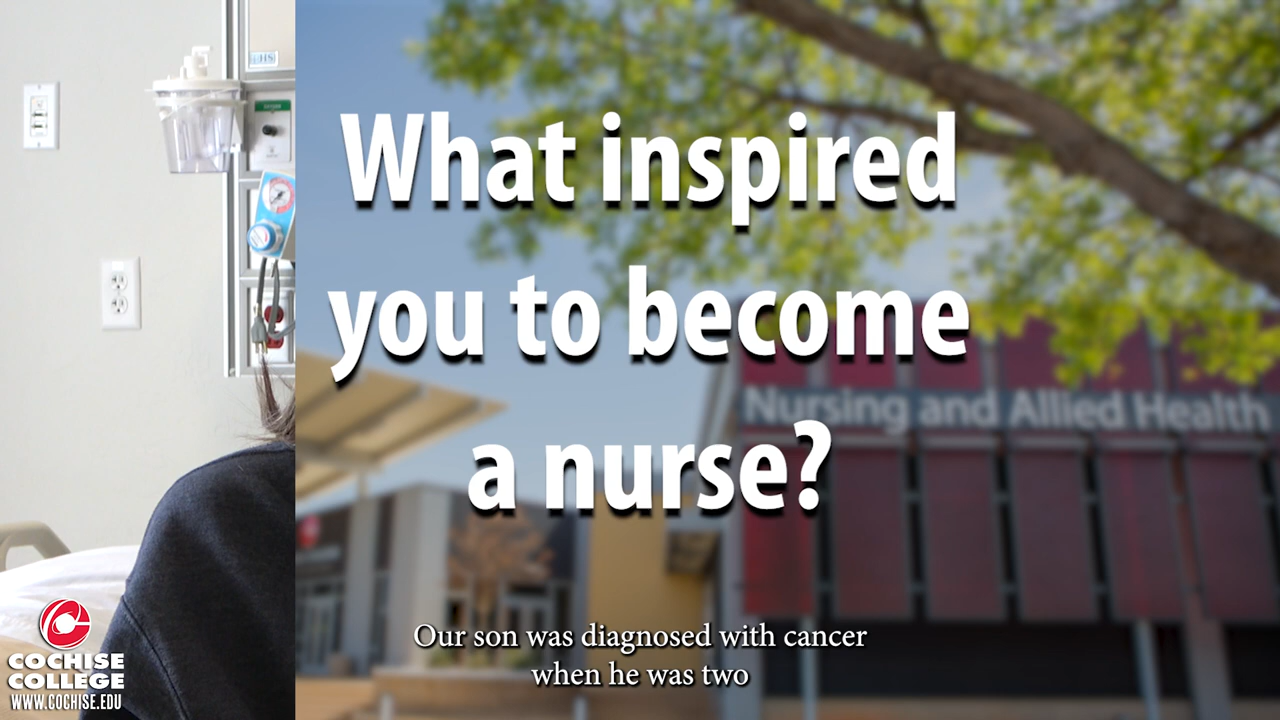 What inspired
you to become
a nurse?
Nursing and Allied Health
Our son was diagnosed with cancer
when he was two
COCHISE
COLLEGE
WWW.COCHISE.EDU